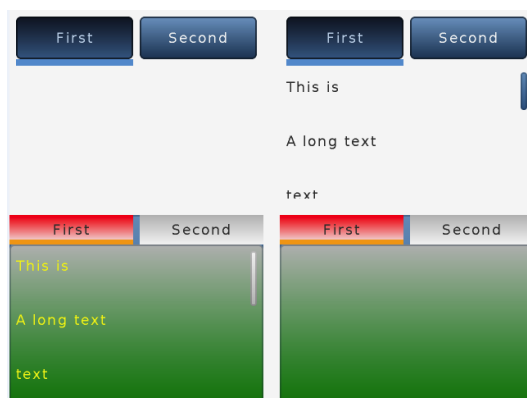 First Second First Second
This is
A long text
text
First Second First Second
This is
A long text
text